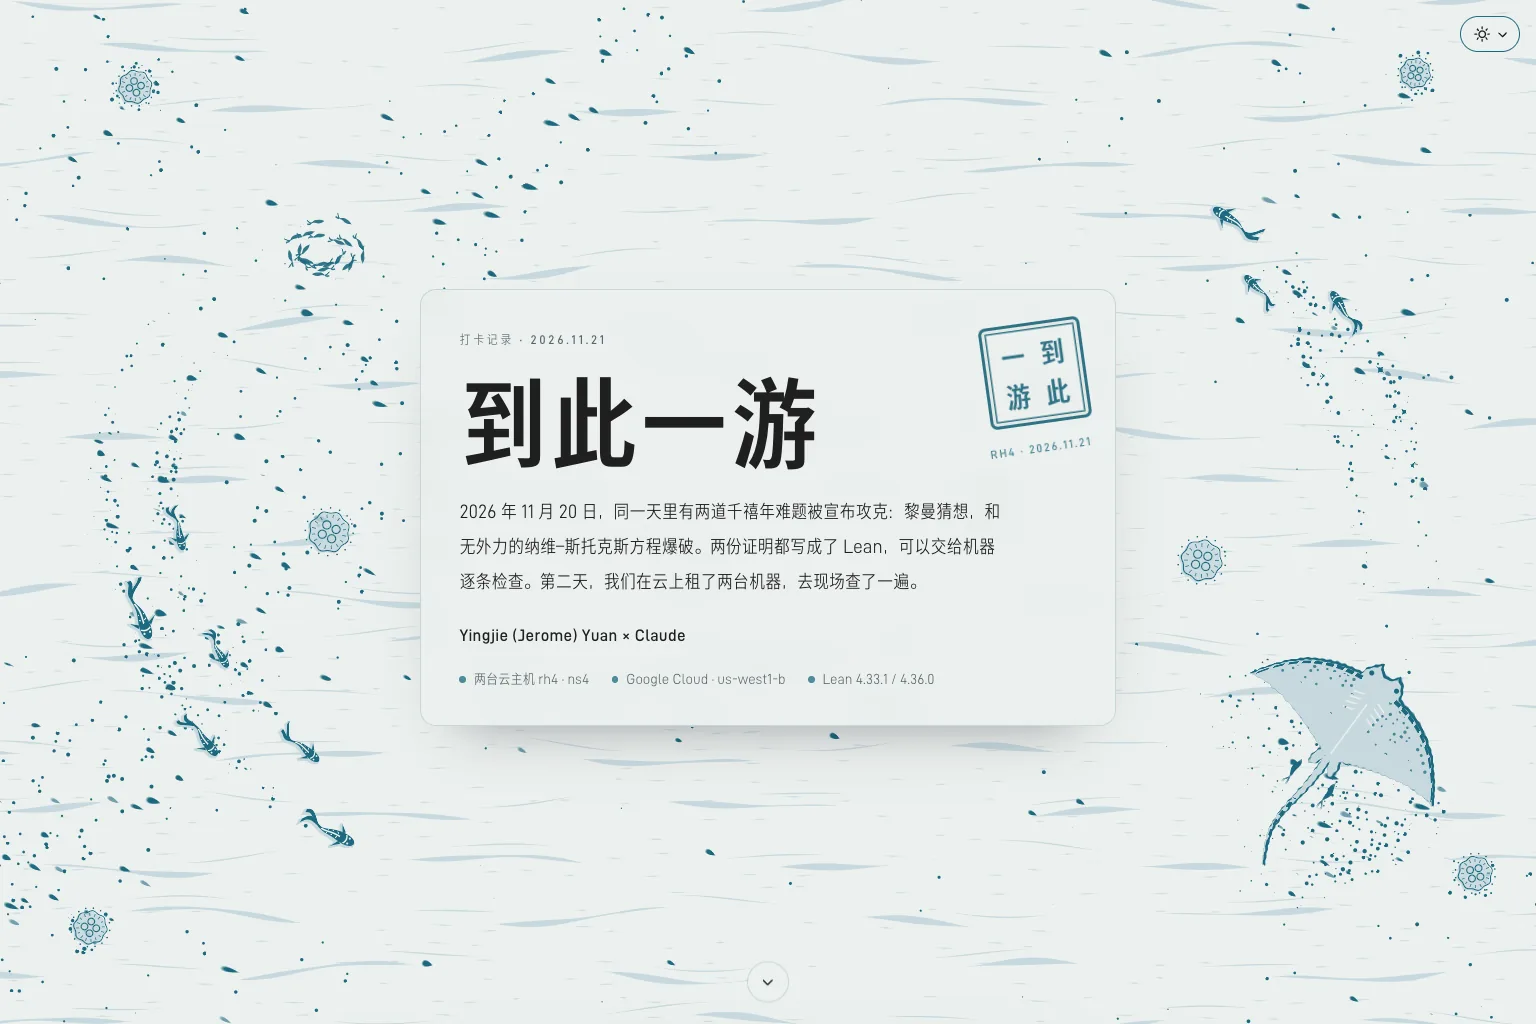 打卡记录 · 2026.11.21
到此一游
一到
游此
RH4 · 2026.11.21
2026 年 11 月 20 日，同一天里有两道千禧年难题被宣布攻克：黎曼猜想，和
无外力的纳维–斯托克斯方程爆破。两份证明都写成了 Lean，可以交给机器
逐条检查。第二天，我们在云上租了两台机器，去现场查了一遍。
Yingjie (Jerome) Yuan × Claude
两台云主机 rh4 · ns4
Google Cloud · us-west1-b
Lean 4.33.1 / 4.36.0